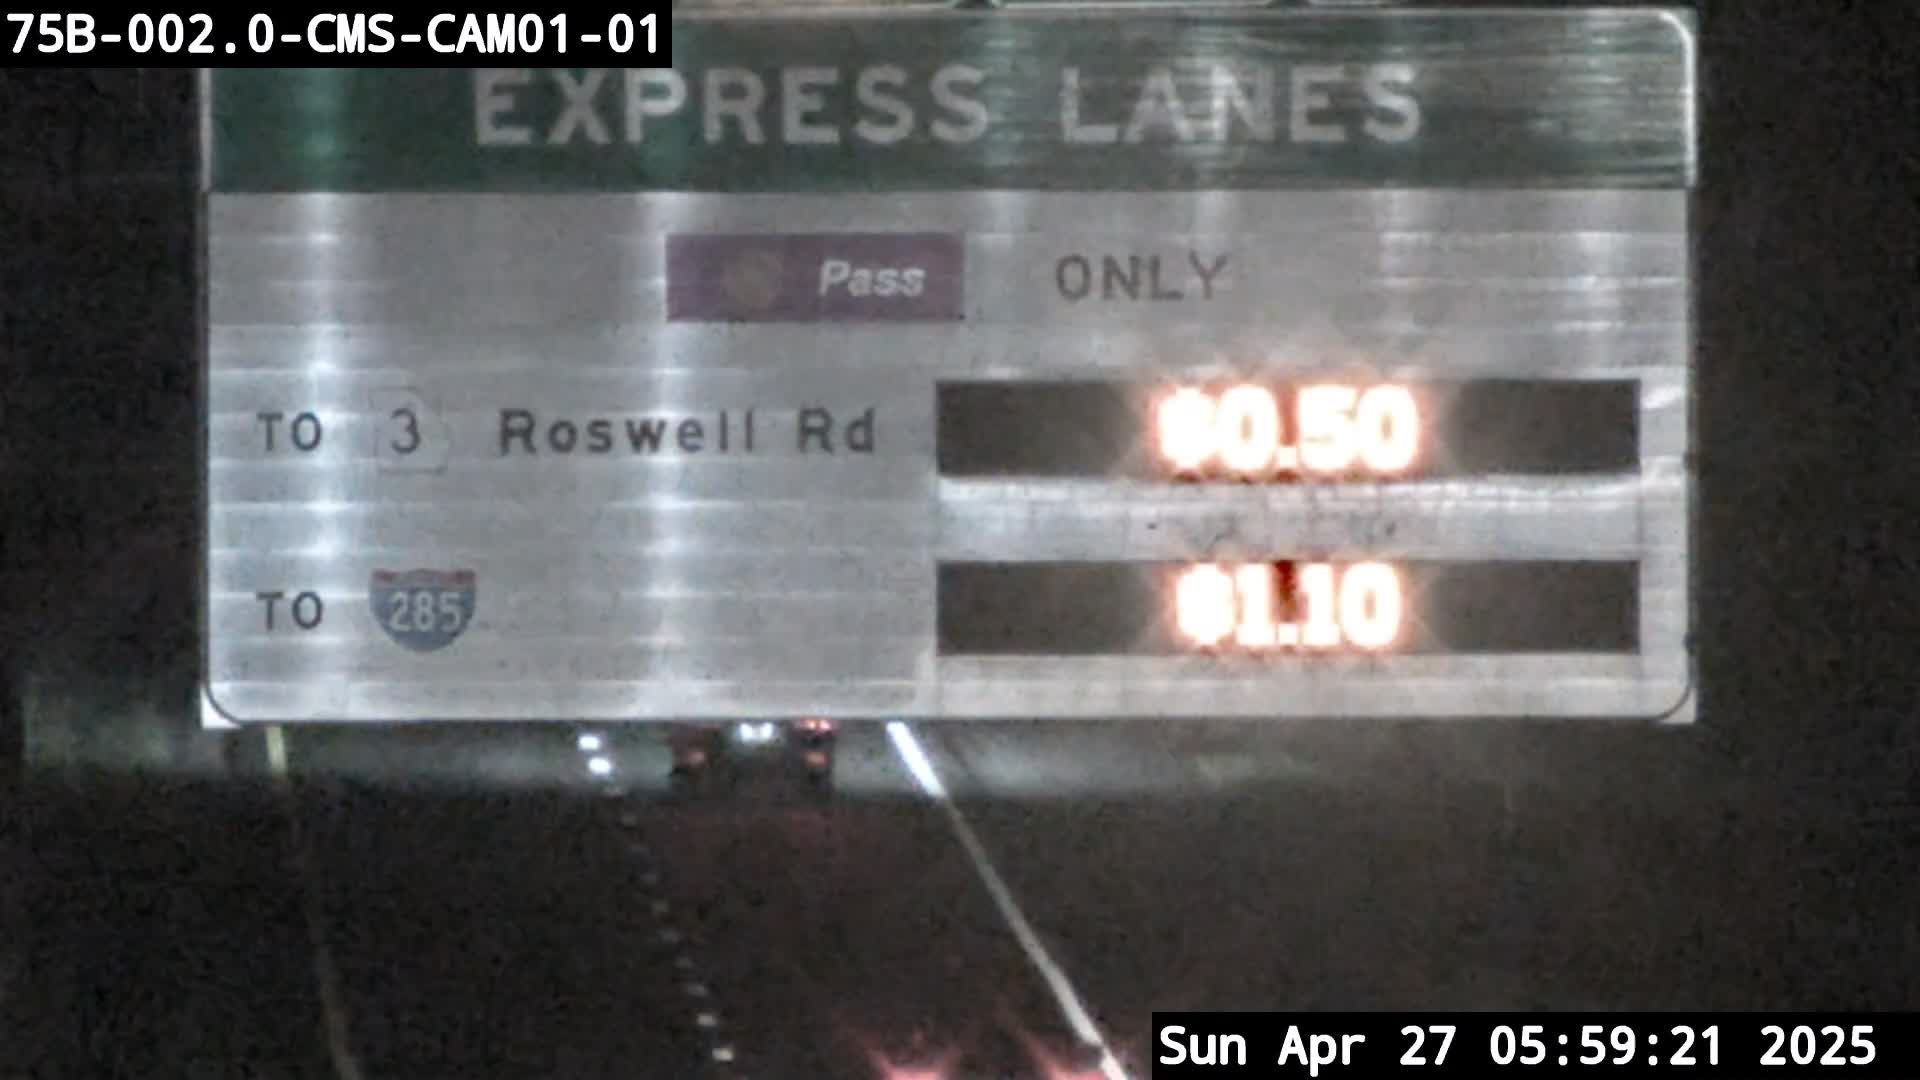 75B-002.0-CMS-CAM01-01
EXPRESS LANES
Pass ONLY
TO 3 Roswell Rd $0.50
TO 285 $1.10
Sun Apr 27 05:59:21 2025